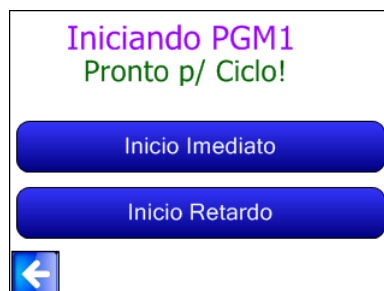 Iniciando PGM1
Pronto p/ Ciclo!
Inicio Imediato
Inicio Retardo